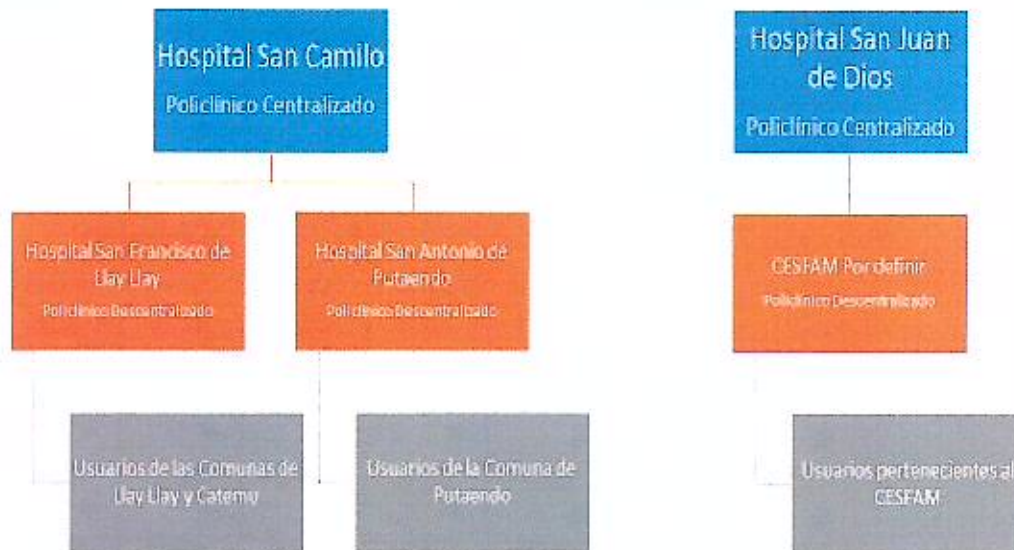 Hospital San Camilo
Policlínico Centralizado
Hospital San Juan
de Dios
Policlínico Centralizado
Hospital San Francisco de
Llay Llay
Policlínico Descentralizado
Hospital San Antonio de
Putaendo
Policlínico Descentralizado
CESFAM Por definir
Policlínico Descentralizado
Usuarios de las Comunas de
Llay Llay y Catemu
Usuarios de la Comuna de
Putaendo
Usuarios pertenecientes al
CESFAM